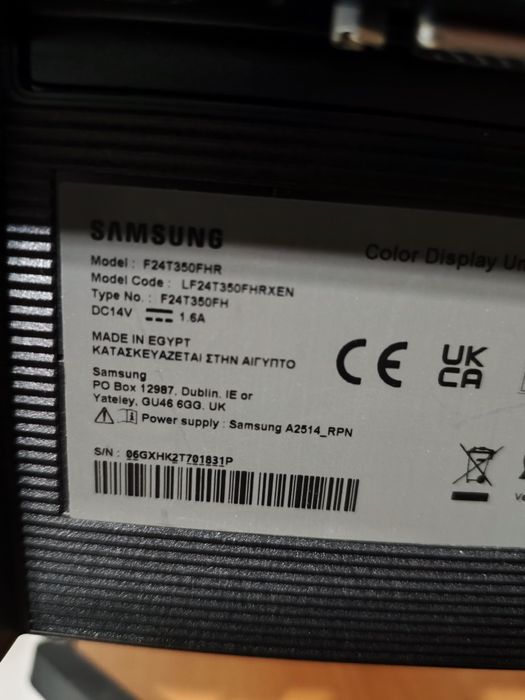 SAMSUNG
Color Display Un
Model : F24T350FHR
Model Code : LF24T350FHRXEN
Type No. : F24T350FH
DC14V 1.6A
MADE IN EGYPT
ΚΑΤΑΣΚΕΥΑΖΕΤΑΙ ΣΤΗΝ ΑΙΓΥΠΤΟ
CE
UK
CA
Samsung
PO Box 12987, Dublin. IE or
Yateley, GU46 6GG. UK
Power supply : Samsung A2514_RPN
S/N : 06GXHK2T701831P